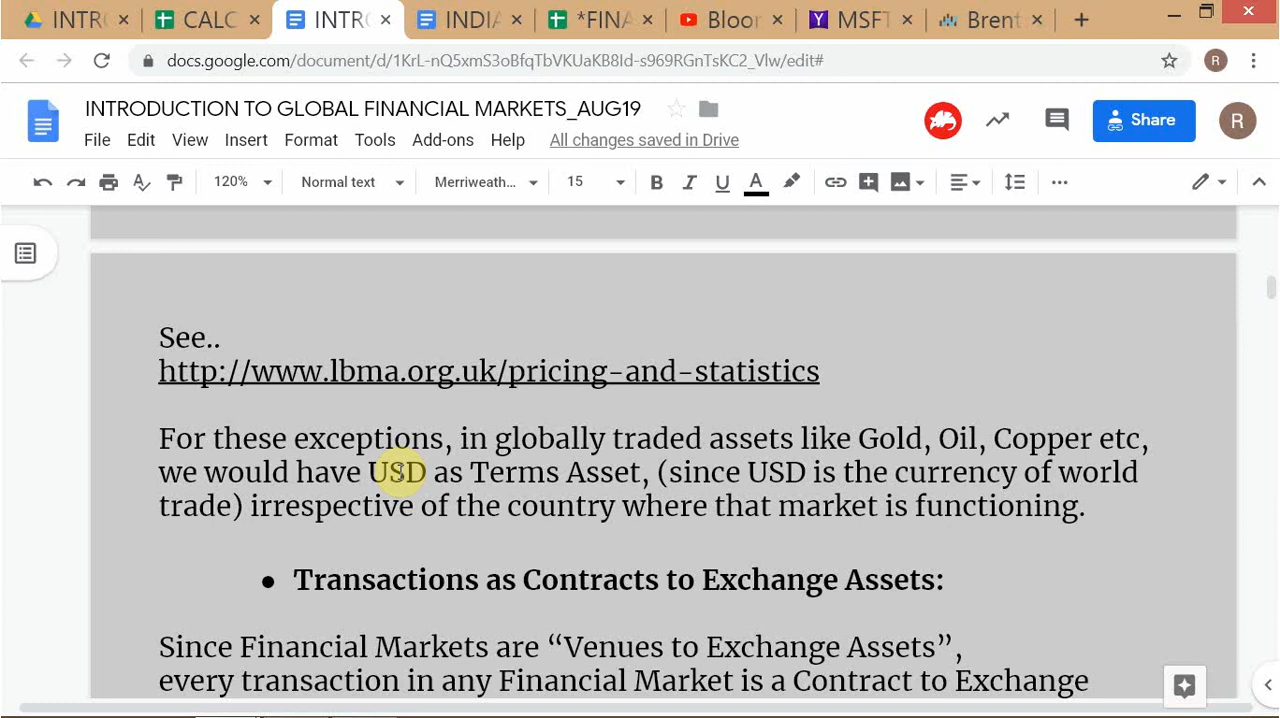 INTR CALC INTR INDIA *FINA Bloor MSFT Brent
docs.google.com/document/d/1KrL-nQ5xmS3oBfqTbVKUaKB8Id-s969RGnTsKC2_Vlw/edit#
R
INTRODUCTION TO GLOBAL FINANCIAL MARKETS_AUG19
Share
R
File Edit View Insert Format Tools Add-ons Help All changes saved in Drive
120% Normal text Merriweath... 15 B I U A
See..
http://www.lbma.org.uk/pricing-and-statistics
For these exceptions, in globally traded assets like Gold, Oil, Copper etc,
we would have USD as Terms Asset, (since USD is the currency of world
trade) irrespective of the country where that market is functioning.
● Transactions as Contracts to Exchange Assets:
Since Financial Markets are “Venues to Exchange Assets”,
every transaction in any Financial Market is a Contract to Exchange